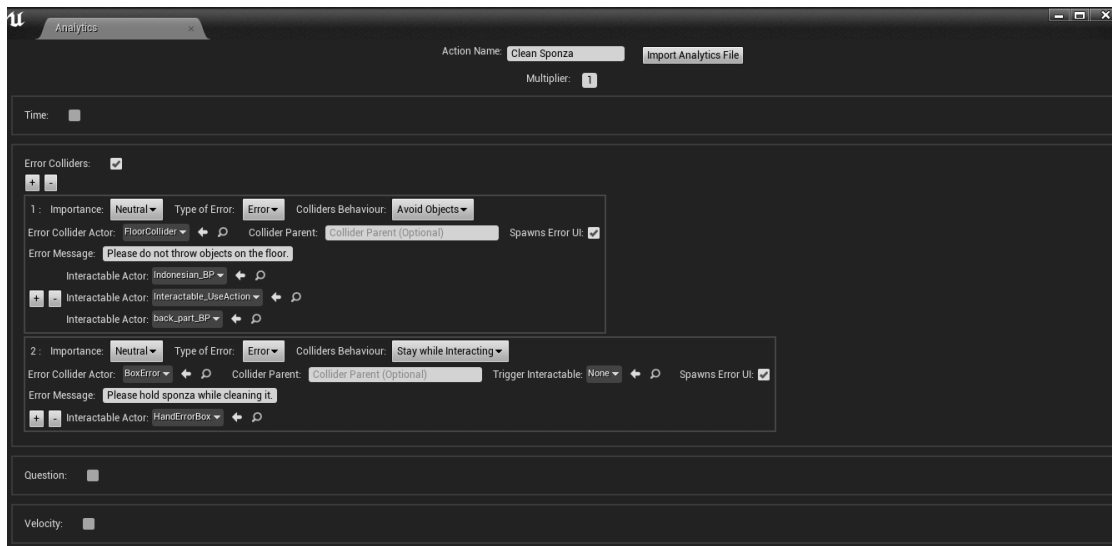 Analytics
Action Name: Clean Sponza Import Analytics File
Multiplier: 1
Time:
Error Colliders:
+ -
1 : Importance: Neutral Type of Error: Error Colliders Behaviour: Avoid Objects
Error Collider Actor: FloorCollider Collider Parent: Collider Parent (Optional) Spawns Error UI:
Error Message: Please do not throw objects on the floor.
Interactable Actor: Indonesian_BP
+ - Interactable Actor: Interactable_UseAction
Interactable Actor: back_part_BP
2 : Importance: Neutral Type of Error: Error Colliders Behaviour: Stay while Interacting
Error Collider Actor: BoxError Collider Parent: Collider Parent (Optional) Trigger Interactable: None Spawns Error UI:
Error Message: Please hold sponza while cleaning it.
+ - Interactable Actor: HandErrorBox
Question:
Velocity: